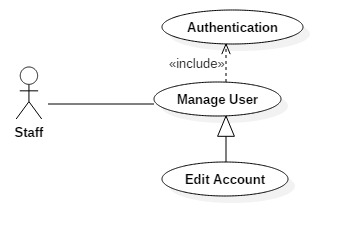 Authentication
«include»
Manage User
Staff
Edit Account